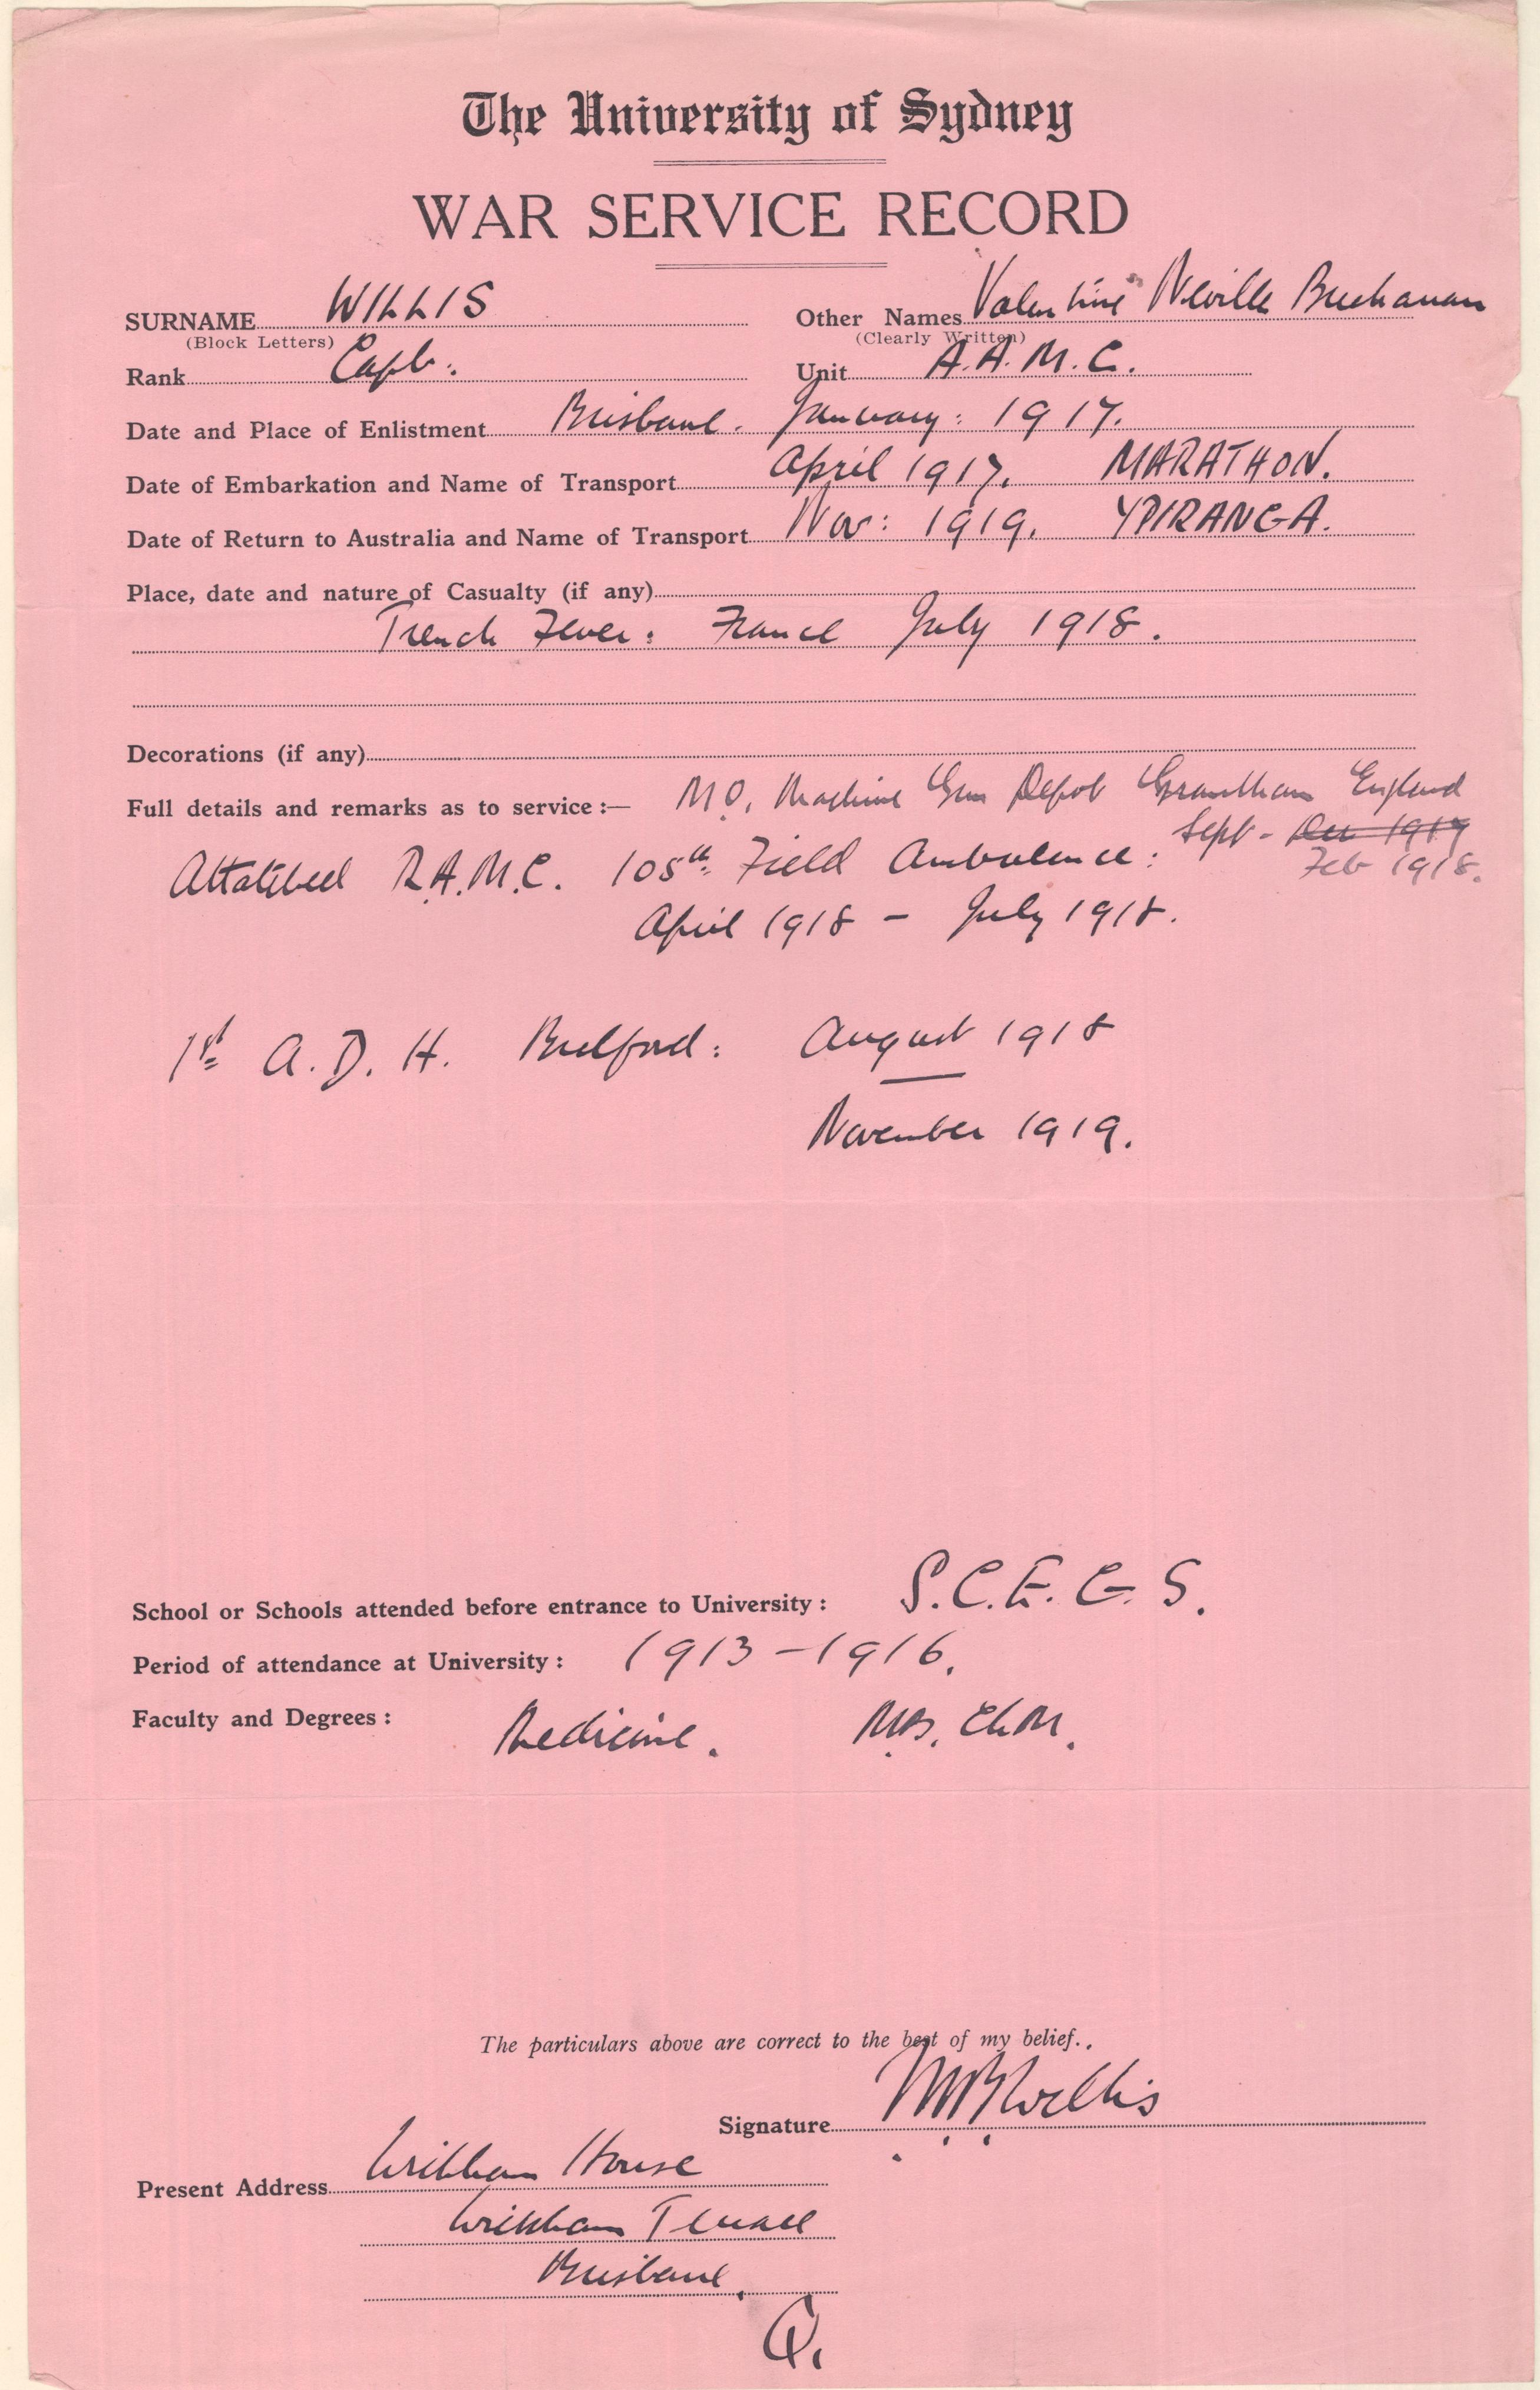 The University of Sydney
WAR SERVICE RECORD
SURNAME WILLIS Other Names Valentine Neville Buchanan
(Block Letters) (Clearly Written)
Rank Capt. Unit A.A.M.C.
Date and Place of Enlistment Brisbane. January: 1917.
Date of Embarkation and Name of Transport April 1917. MARATHON.
Date of Return to Australia and Name of Transport Nov: 1919. YPIRANGA.
Place, date and nature of Casualty (if any)
Trench Fever: France July 1918.
Decorations (if any)
Full details and remarks as to service:— M.O. Machine Gun Depot Grantham England
Sept - Dec 1917
Feb 1918.
Attatched R.A.M.C. 105th Field Ambulance:
April 1918 - July 1918.
1st A.D.H. Bulford: August 1918
—
November 1919.
School or Schools attended before entrance to University: S.C.E.G.S.
Period of attendance at University: 1913-1916.
Faculty and Degrees: Medicine. M.B. Ch.M.
The particulars above are correct to the best of my belief.
Signature VNBWillis
Present Address Wickham House
Wickham Terrace
Brisbane.
Q.